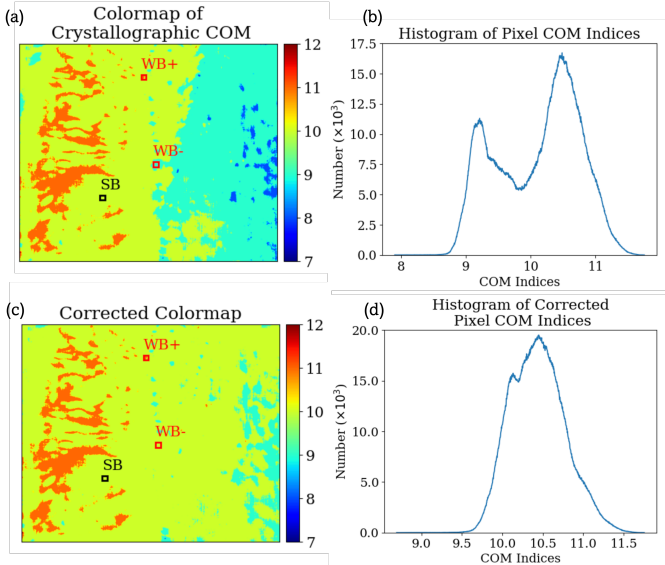 (a)
Colormap of
Crystallographic COM
WB+
WB-
SB
12
11
10
9
8
7
(b)
Histogram of Pixel COM Indices
Number (×10³)
17.5
15.0
12.5
10.0
7.5
5.0
2.5
0.0
8 9 10 11
COM Indices
(c)
Corrected Colormap
WB+
WB-
SB
12
11
10
9
8
7
(d)
Histogram of Corrected
Pixel COM Indices
Number (×10³)
20.0
15.0
10.0
5.0
0.0
9.0 9.5 10.0 10.5 11.0 11.5
COM Indices